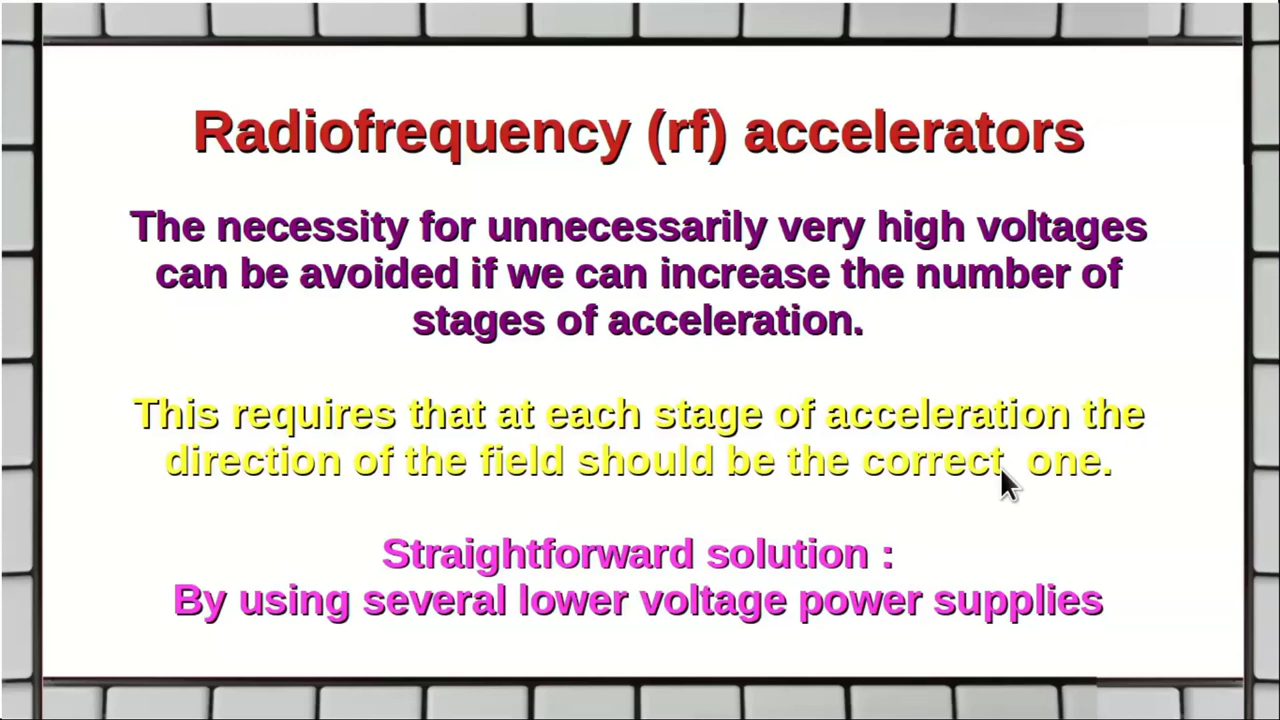 Radiofrequency (rf) accelerators
The necessity for unnecessarily very high voltages
can be avoided if we can increase the number of
stages of acceleration.
This requires that at each stage of acceleration the
direction of the field should be the correct one.
Straightforward solution :
By using several lower voltage power supplies